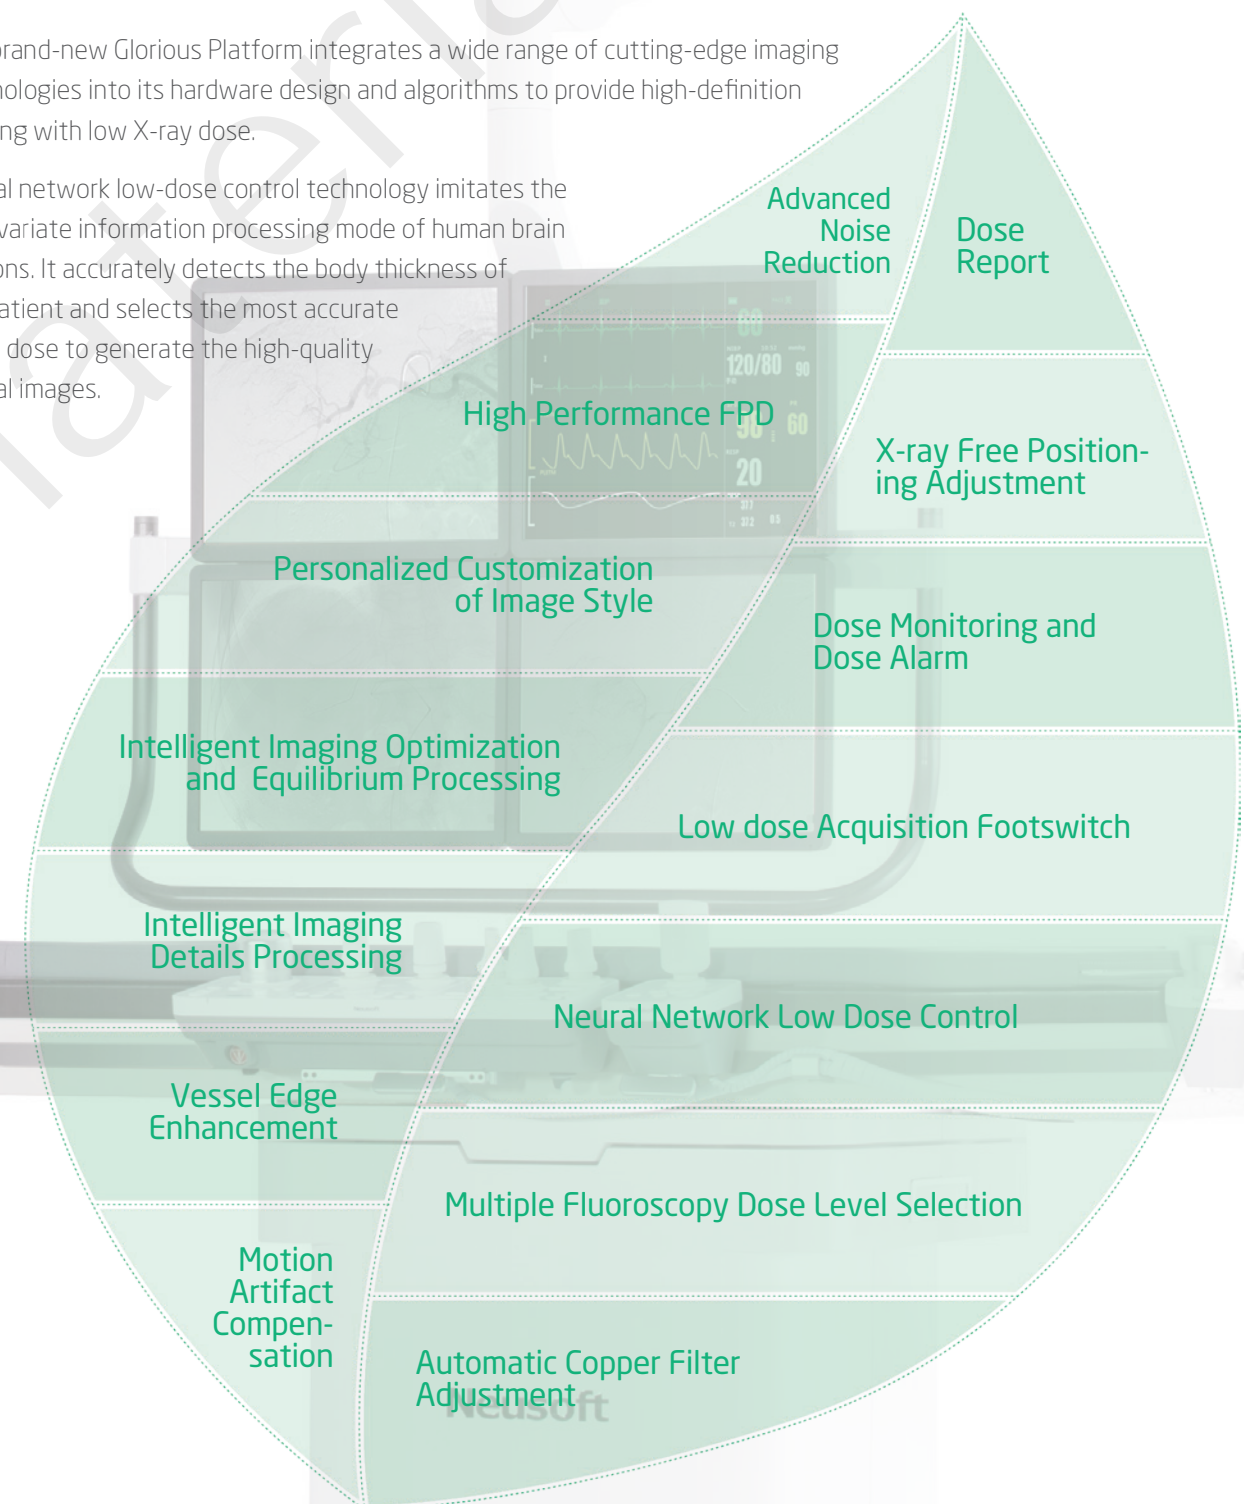 brand-new Glorious Platform integrates a wide range of cutting-edge imaging
nologies into its hardware design and algorithms to provide high-definition
ng with low X-ray dose.
al network low-dose control technology imitates the
variate information processing mode of human brain
ons. It accurately detects the body thickness of
atient and selects the most accurate
dose to generate the high-quality
al images.
Advanced
Noise
Reduction
Dose
Report
High Performance FPD
X-ray Free Position-
ing Adjustment
Personalized Customization
of Image Style
Dose Monitoring and
Dose Alarm
Intelligent Imaging Optimization
and Equilibrium Processing
Low dose Acquisition Footswitch
Intelligent Imaging
Details Processing
Neural Network Low Dose Control
Vessel Edge
Enhancement
Multiple Fluoroscopy Dose Level Selection
Motion
Artifact
Compen-
sation
Automatic Copper Filter
Adjustment
Neusoft
120/80
90
60
20